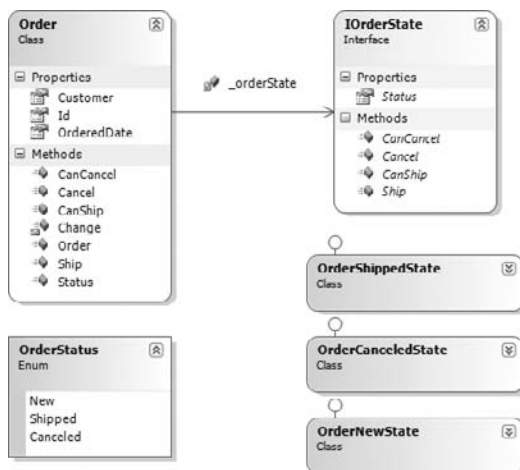 Order
Class
Properties
Customer
Id
OrderedDate
Methods
CanCancel
Cancel
CanShip
Change
Order
Ship
Status
_orderState
IOrderState
Interface
Properties
Status
Methods
CanCancel
Cancel
CanShip
Ship
OrderShippedState
Class
OrderCanceledState
Class
OrderNewState
Class
OrderStatus
Enum
New
Shipped
Canceled